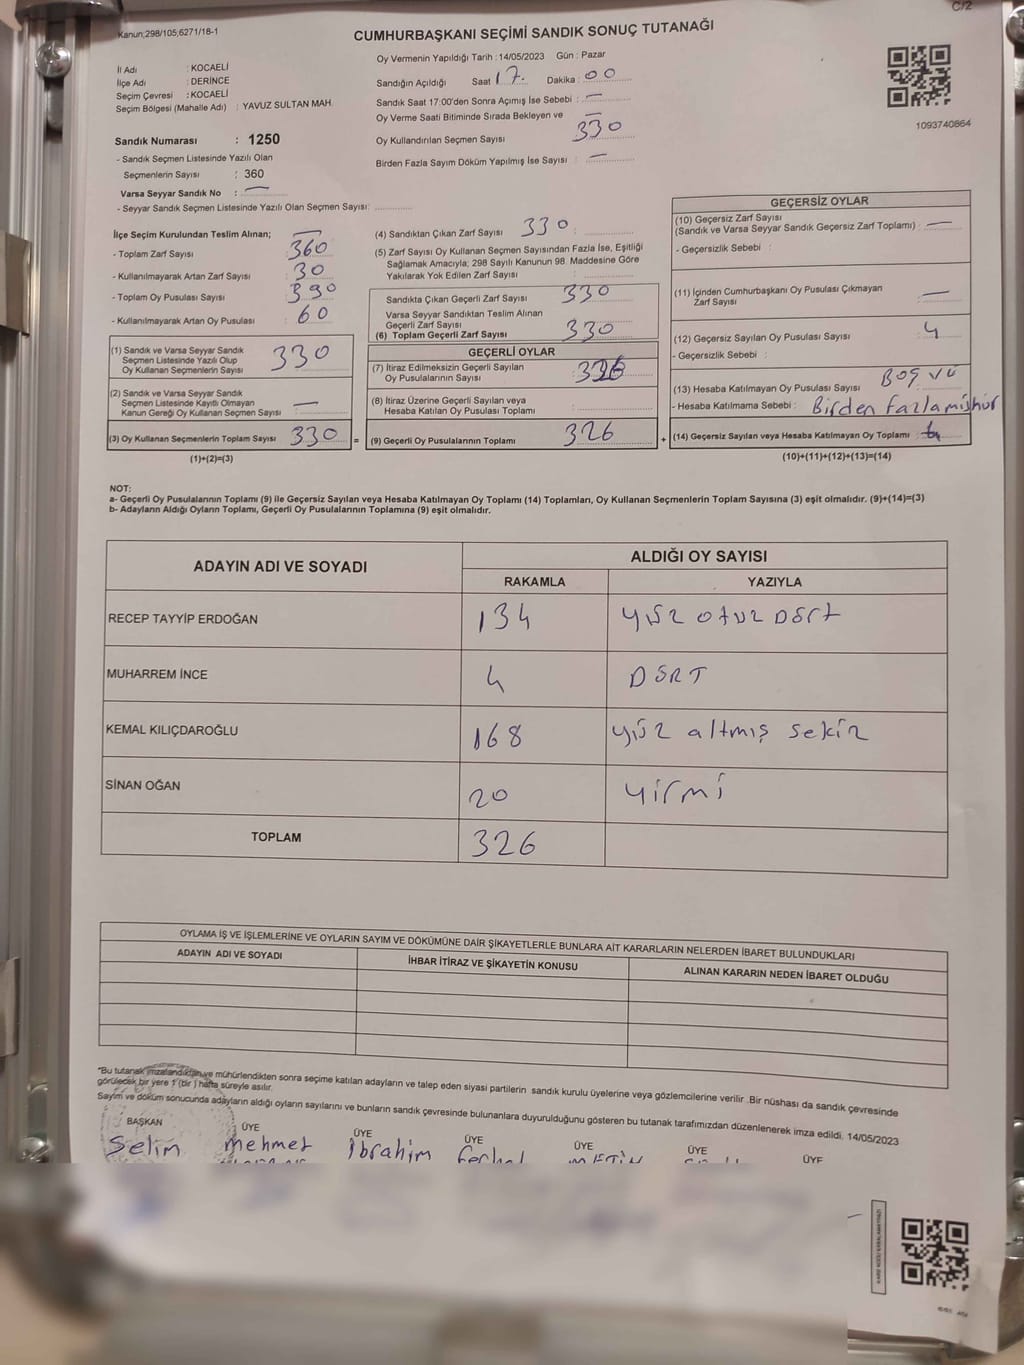 C/2
Kanun;298/105;6271/18-1
CUMHURBAŞKANI SEÇİMİ SANDIK SONUÇ TUTANAĞI
İl Adı : KOCAELİ
İlçe Adı : DERİNCE
Seçim Çevresi : KOCAELİ
Seçim Bölgesi (Mahalle Adı) : YAVUZ SULTAN MAH.
Sandık Numarası : 1250
- Sandık Seçmen Listesinde Yazılı Olan
Seçmenlerin Sayısı : 360
Varsa Seyyar Sandık No : —
- Seyyar Sandık Seçmen Listesinde Yazılı Olan Seçmen Sayısı:
Oy Vermenin Yapıldığı Tarih : 14/05/2023 Gün : Pazar
Sandığın Açıldığı Saat 17. Dakika : 00
Sandık Saat 17:00'den Sonra Açımış İse Sebebi : —
Oy Verme Saati Bitiminde Sırada Bekleyen ve : —
Oy Kullandırılan Seçmen Sayısı 330
Birden Fazla Sayım Döküm Yapılmış İse Sayısı : —
1093740864
İlçe Seçim Kurulundan Teslim Alınan; —
- Toplam Zarf Sayısı : 360
- Kullanılmayarak Artan Zarf Sayısı : 30
- Toplam Oy Pusulası Sayısı : 390
- Kullanılmayarak Artan Oy Pusulası : 60
(1) Sandık ve Varsa Seyyar Sandık
Seçmen Listesinde Yazılı Olup
Oy Kullanan Seçmenlerin Sayısı 330
(2) Sandık ve Varsa Seyyar Sandık
Seçmen Listesinde Kayıtlı Olmayan
Kanun Gereği Oy Kullanan Seçmen Sayısı : —
(3) Oy Kullanan Seçmenlerin Toplam Sayısı 330 =
(1)+(2)=(3)
(4) Sandıktan Çıkan Zarf Sayısı 330 :
(5) Zarf Sayısı Oy Kullanan Seçmen Sayısından Fazla İse, Eşitliği
Sağlamak Amacıyla; 298 Sayılı Kanunun 98. Maddesine Göre
Yakılarak Yok Edilen Zarf Sayısı :
Sandıkta Çıkan Geçerli Zarf Sayısı : 330
Varsa Seyyar Sandıktan Teslim Alınan
Geçerli Zarf Sayısı :
(6) Toplam Geçerli Zarf Sayısı : 330
GEÇERLİ OYLAR
(7) İtiraz Edilmeksizin Geçerli Sayılan
Oy Pusulalarının Sayısı : 326
(8) İtiraz Üzerine Geçerli Sayılan veya
Hesaba Katılan Oy Pusulası Toplamı :
(9) Geçerli Oy Pusulalarının Toplamı 326 +
GEÇERSİZ OYLAR
(10) Geçersiz Zarf Sayısı
(Sandık ve Varsa Seyyar Sandık Geçersiz Zarf Toplamı) : —
- Geçersizlik Sebebi :
(11) İçinden Cumhurbaşkanı Oy Pusulası Çıkmayan
Zarf Sayısı : —
(12) Geçersiz Sayılan Oy Pusulası Sayısı : 4
- Geçersizlik Sebebi :
(13) Hesaba Katılmayan Oy Pusulası Sayısı Boş vü
- Hesaba Katılmama Sebebi : Birden fazlamühür
(14) Geçersiz Sayılan veya Hesaba Katılmayan Oy Toplamı : 4
(10)+(11)+(12)+(13)=(14)
NOT:
a- Geçerli Oy Pusulalarının Toplamı (9) ile Geçersiz Sayılan veya Hesaba Katılmayan Oy Toplamı (14) Toplamları, Oy Kullanan Seçmenlerin Toplam Sayısına (3) eşit olmalıdır. (9)+(14)=(3)
b- Adayların Aldığı Oyların Toplamı, Geçerli Oy Pusulalarının Toplamına (9) eşit olmalıdır.
ADAYIN ADI VE SOYADI ALDIĞI OY SAYISI
RAKAMLA YAZIYLA
RECEP TAYYİP ERDOĞAN 134 yüz otuz Dört
MUHARREM İNCE 4 DÖRT
KEMAL KILIÇDAROĞLU 168 yüz altmış sekiz
SİNAN OĞAN 20 yirmi
TOPLAM 326
OYLAMA İŞ VE İŞLEMLERİNE VE OYLARIN SAYIM VE DÖKÜMÜNE DAİR ŞİKAYETLERLE BUNLARA AİT KARARLARIN NELERDEN İBARET BULUNDUKLARI
ADAYIN ADI VE SOYADI İHBAR İTİRAZ VE ŞİKAYETİN KONUSU ALINAN KARARIN NEDEN İBARET OLDUĞU
*Bu tutanak imzalandıktan ve mühürlendikten sonra seçime katılan adayların ve talep eden siyasi partilerin sandık kurulu üyelerine veya gözlemcilerine verilir .Bir nüshası da sandık çevresinde
görülecek bir yere 1 (bir ) hafta süreyle asılır.
Sayım ve döküm sonucunda adayların aldığı oyların sayılarını ve bunların sandık çevresinde bulunanlara duyurulduğunu gösteren bu tutanak tarafımızdan düzenlenerek imza edildi. 14/05/2023
BAŞKAN ÜYE ÜYE ÜYE ÜYE ÜYE ÜYE
Selim mehmet ibrahim ferhat METİN